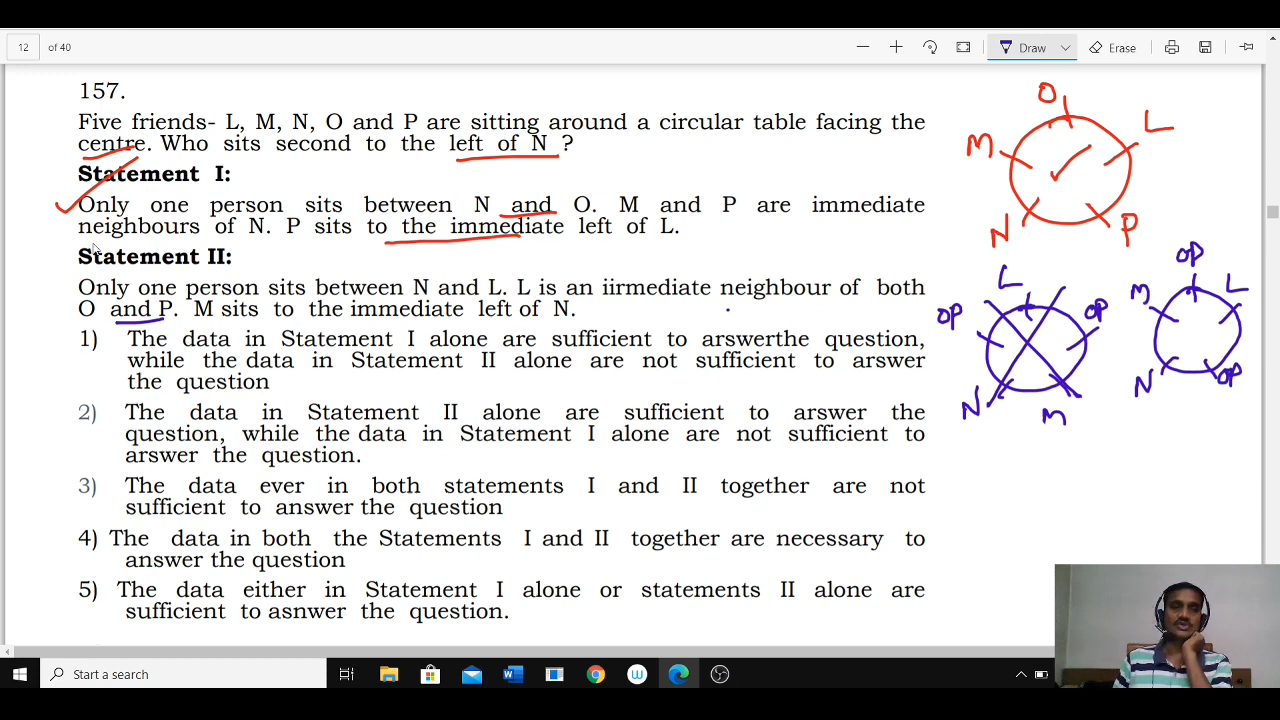 12 of 40
Draw
Erase
157.
Five friends- L, M, N, O and P are sitting around a circular table facing the
centre. Who sits second to the left of N ?
Statement I:
Only one person sits between N and O. M and P are immediate
neighbours of N. P sits to the immediate left of L.
Statement II:
Only one person sits between N and L. L is an iirmediate neighbour of both
O and P. M sits to the immediate left of N.
1) The data in Statement I alone are sufficient to arswerthe question,
while the data in Statement II alone are not sufficient to arswer
the question
2) The data in Statement II alone are sufficient to arswer the
question, while the data in Statement I alone are not sufficient to
arswer the question.
3) The data ever in both statements I and II together are not
sufficient to answer the question
4) The data in both the Statements I and II together are necessary to
answer the question
5) The data either in Statement I alone or statements II alone are
sufficient to asnwer the question.
O
L
M
N
P
L
OP
OP
N
M
OP
M
L
N
OP
Start a search